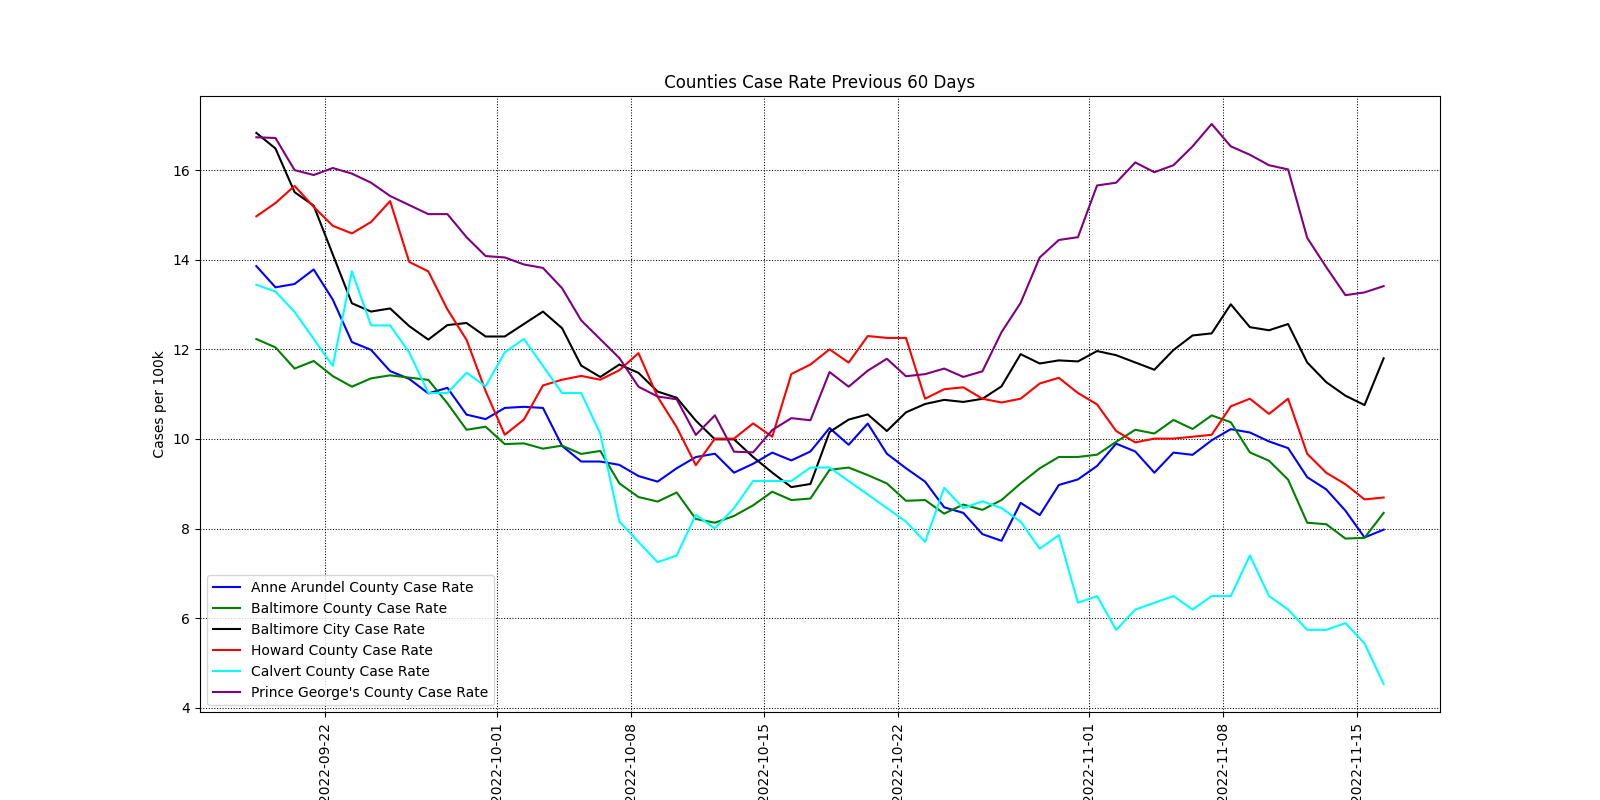 Counties Case Rate Previous 60 Days
Cases per 100k
16
14
12
10
8
6
4
Anne Arundel County Case Rate
Baltimore County Case Rate
Baltimore City Case Rate
Howard County Case Rate
Calvert County Case Rate
Prince George's County Case Rate
2022-09-22
2022-10-01
2022-10-08
2022-10-15
2022-10-22
2022-11-01
2022-11-08
2022-11-15